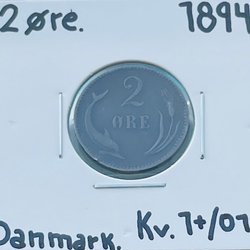 2 øre. 1894
2
ØRE
Danmark. Kv. 1+/01